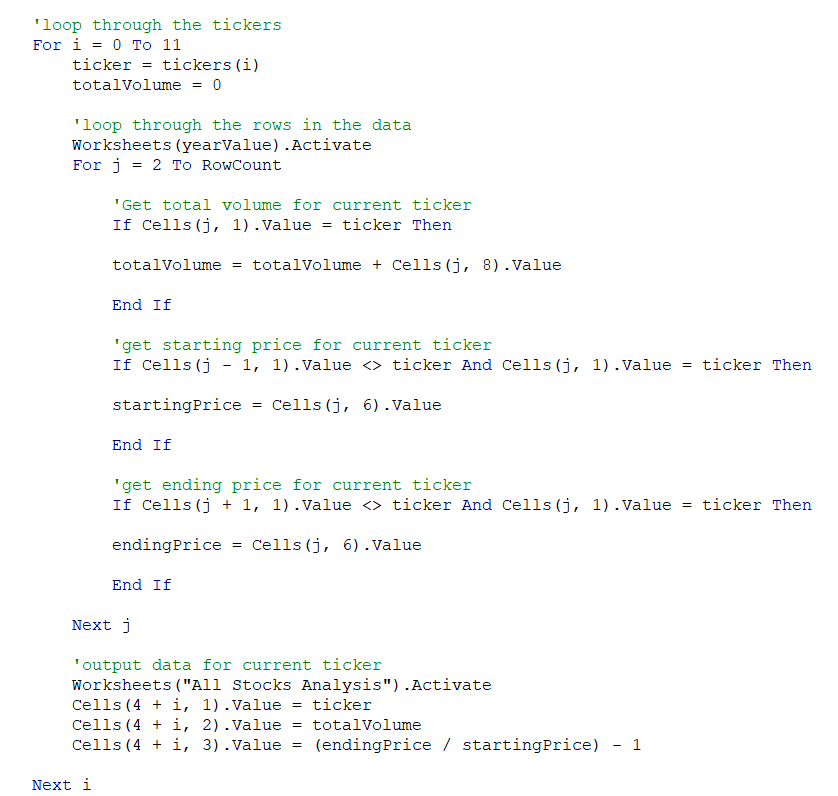 'loop through the tickers
For i = 0 To 11
    ticker = tickers(i)
    totalVolume = 0

    'loop through the rows in the data
    Worksheets(yearValue).Activate
    For j = 2 To RowCount

        'Get total volume for current ticker
        If Cells(j, 1).Value = ticker Then

        totalVolume = totalVolume + Cells(j, 8).Value

        End If

        'get starting price for current ticker
        If Cells(j - 1, 1).Value <> ticker And Cells(j, 1).Value = ticker Then

        startingPrice = Cells(j, 6).Value

        End If

        'get ending price for current ticker
        If Cells(j + 1, 1).Value <> ticker And Cells(j, 1).Value = ticker Then

        endingPrice = Cells(j, 6).Value

        End If

    Next j

    'output data for current ticker
    Worksheets("All Stocks Analysis").Activate
    Cells(4 + i, 1).Value = ticker
    Cells(4 + i, 2).Value = totalVolume
    Cells(4 + i, 3).Value = (endingPrice / startingPrice) - 1

Next i